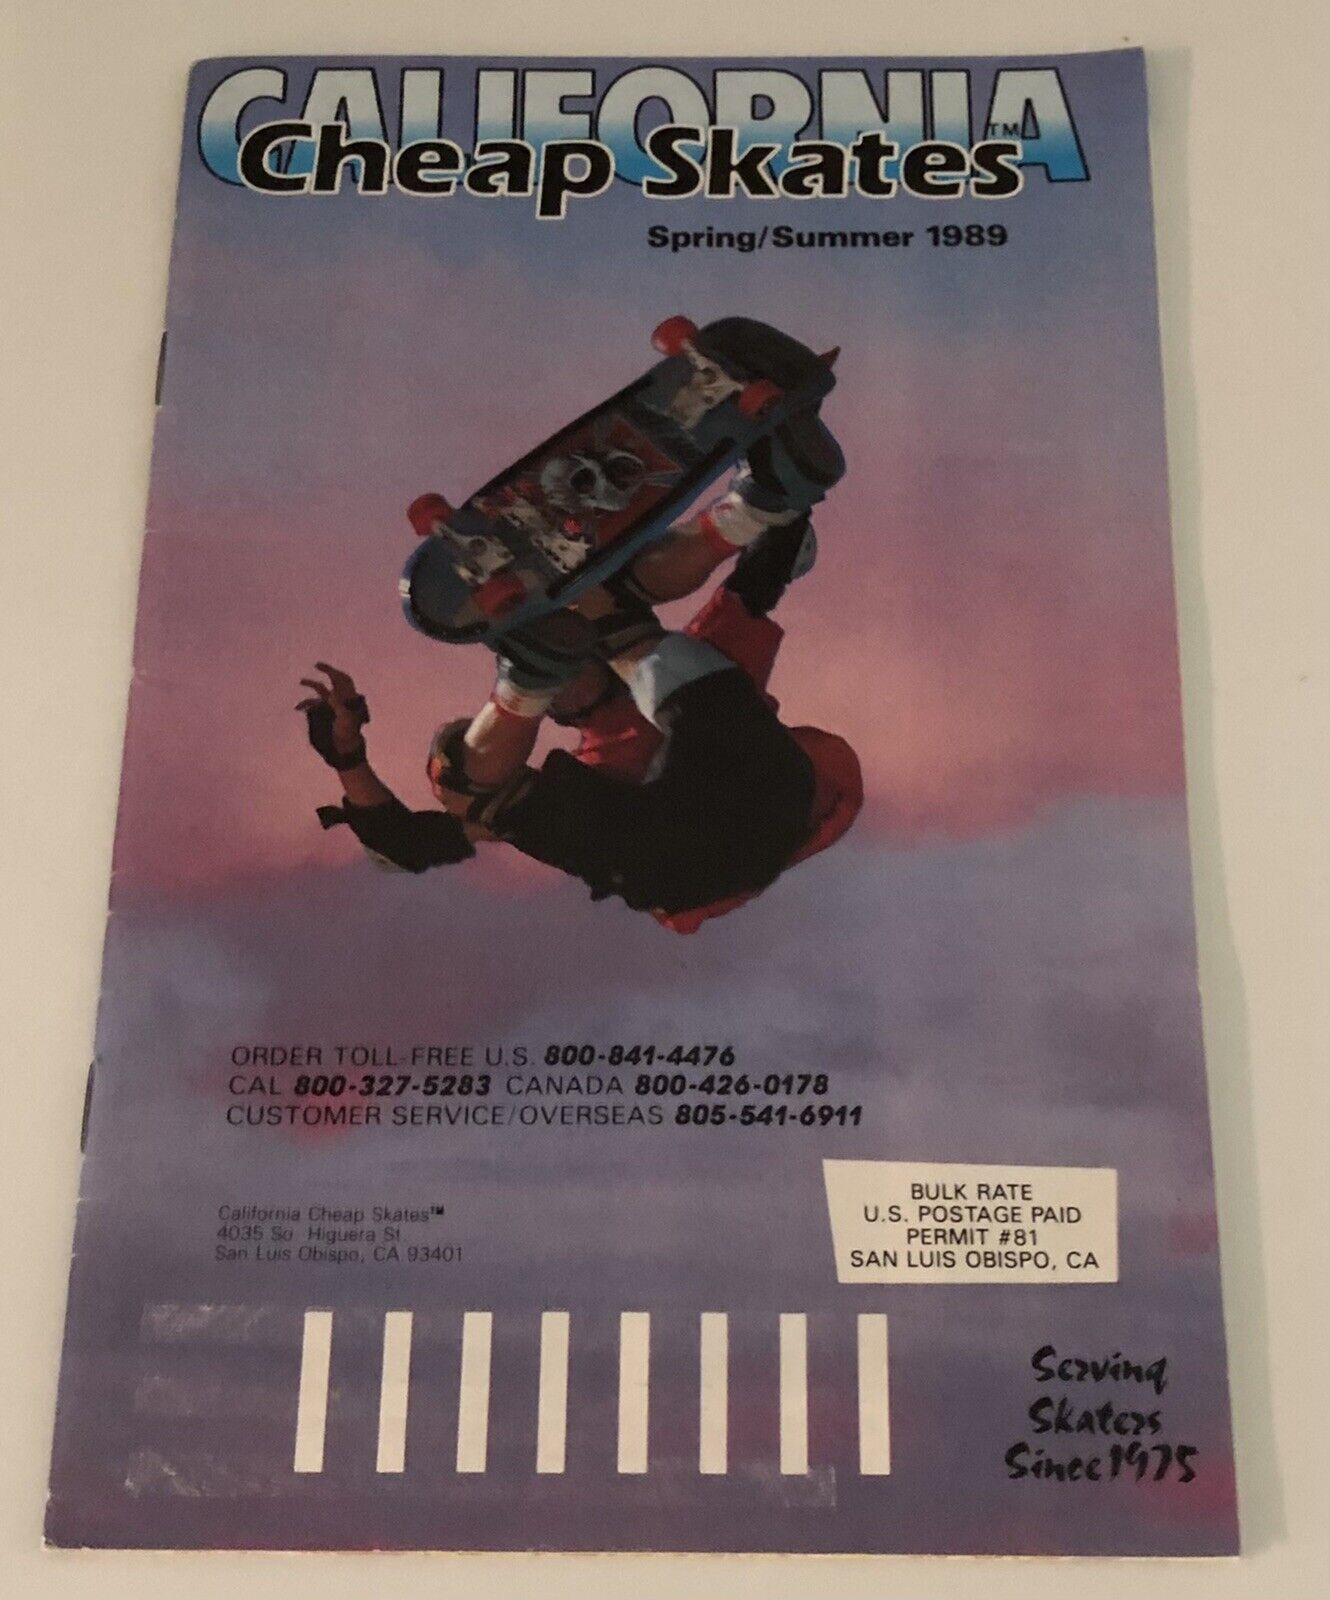 CALIFORNIA
Cheap Skates™
Spring/Summer 1989
ORDER TOLL-FREE U.S. 800-841-4476
CAL 800-327-5283 CANADA 800-426-0178
CUSTOMER SERVICE/OVERSEAS 805-541-6911
California Cheap Skates™
4035 So. Higuera St.
San Luis Obispo, CA 93401
BULK RATE
U.S. POSTAGE PAID
PERMIT #81
SAN LUIS OBISPO, CA
Serving
Skaters
Since 1975